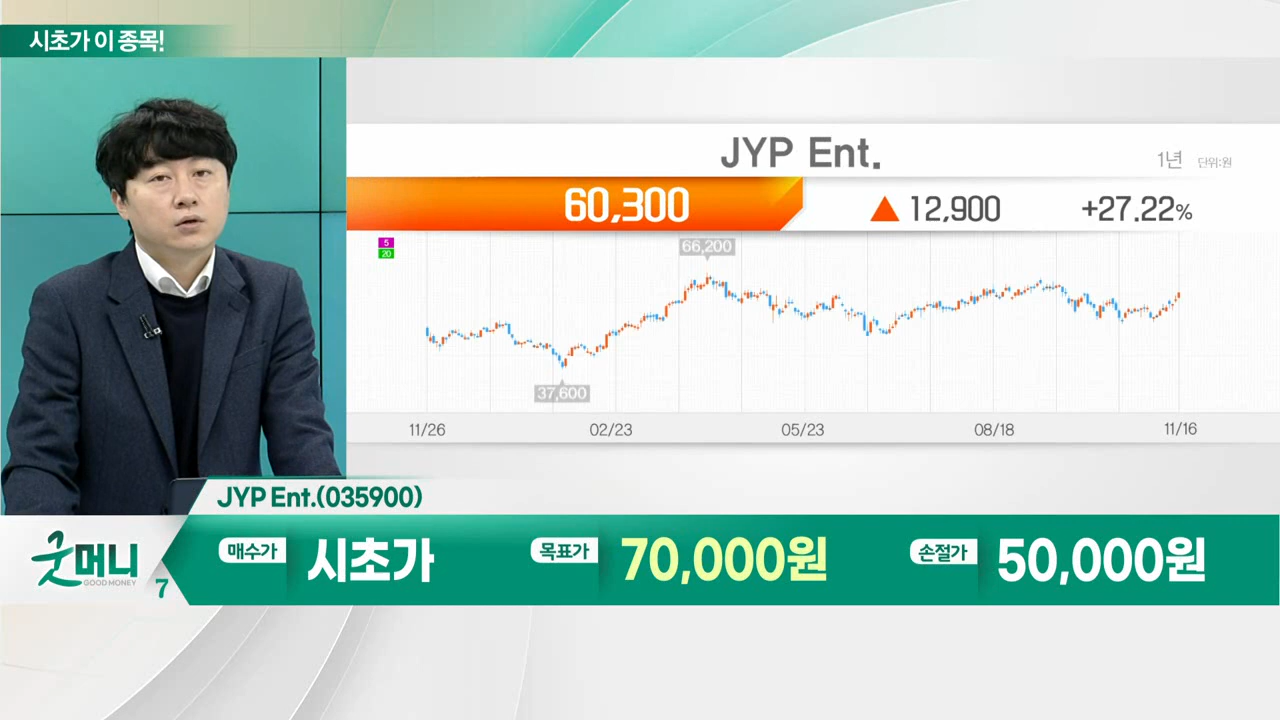 시초가 이 종목!
JYP Ent.
1년 단위:원
60,300 ▲ 12,900 +27.22%
5
20
66,200
37,600
11/26 02/23 05/23 08/18 11/16
JYP Ent.(035900)
굿머니
GOOD MONEY
7
매수가 시초가 목표가 70,000원 손절가 50,000원